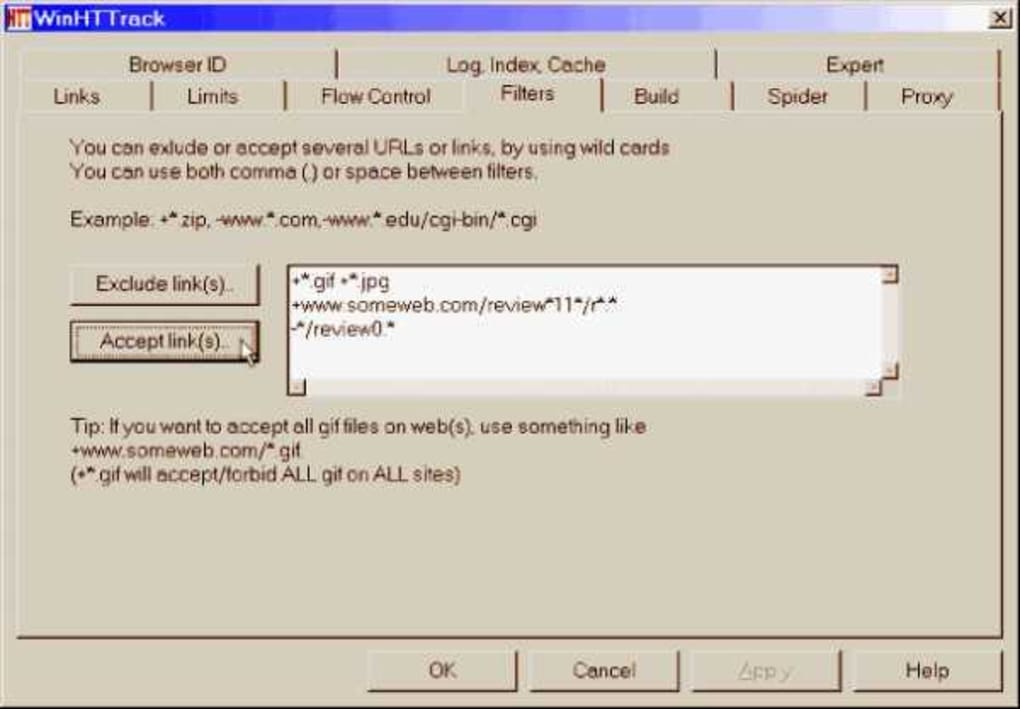 HTT WinHTTrack
Browser ID
Log, Index, Cache
Expert
Links
Limits
Flow Control
Filters
Build
Spider
Proxy
You can exlude or accept several URLs or links, by using wild cards
You can use both comma (,) or space between filters.
Example: +*.zip, -www.*.com,-www.*.edu/cgi-bin/*.cgi
Exclude link(s)..
Accept link(s)..
+*.gif +*.jpg
+www.someweb.com/review*11*/r*.*
-*/review0.*
Tip: If you want to accept all gif files on web(s), use something like
+www.someweb.com/*.gif
(+*.gif will accept/forbid ALL gif on ALL sites)
OK
Cancel
Apply
Help